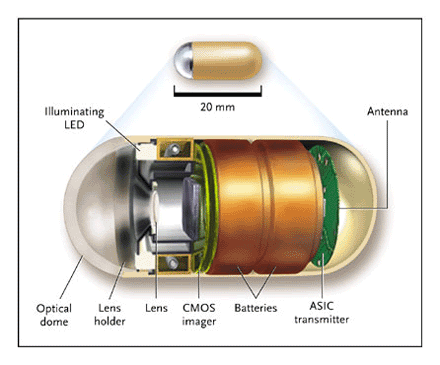 20 mm
Illuminating
LED
Antenna
Optical
dome
Lens
holder
Lens
CMOS
imager
Batteries
ASIC
transmitter